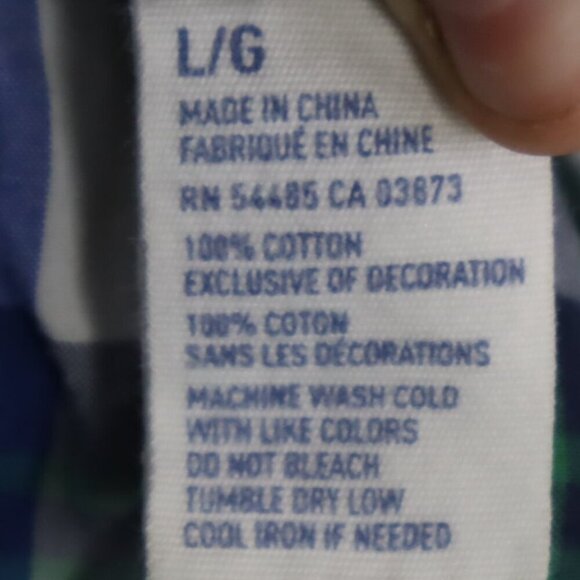 L/G
MADE IN CHINA
FABRIQUÉ EN CHINE
RN 54485 CA 03873
100% COTTON
EXCLUSIVE OF DECORATION
100% COTON
SANS LES DÉCORATIONS
MACHINE WASH COLD
WITH LIKE COLORS
DO NOT BLEACH
TUMBLE DRY LOW
COOL IRON IF NEEDED